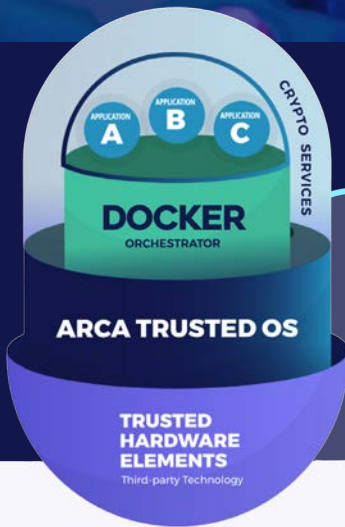 APPLICATION
A
APPLICATION
B
APPLICATION
C
CRYPTO SERVICES
DOCKER
ORCHESTRATOR
ARCA TRUSTED OS
TRUSTED
HARDWARE
ELEMENTS
Third-party Technology